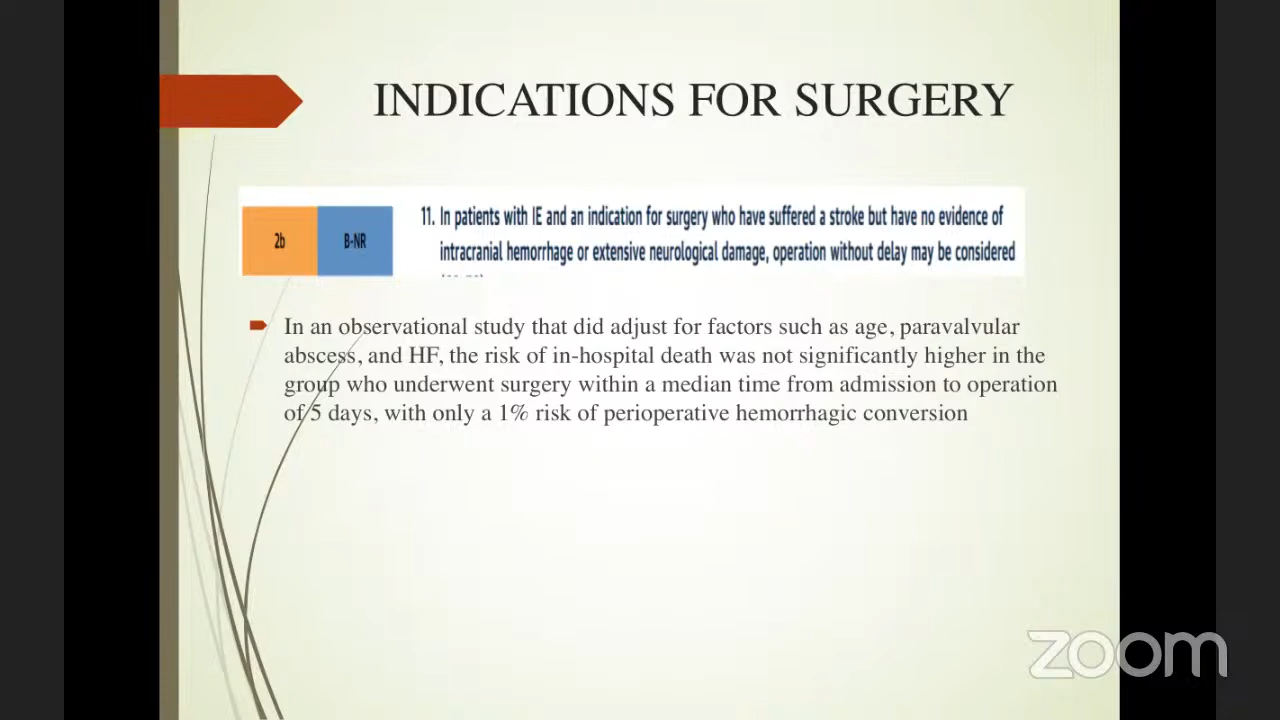 INDICATIONS FOR SURGERY
2b
B-NR
11. In patients with IE and an indication for surgery who have suffered a stroke but have no evidence of
intracranial hemorrhage or extensive neurological damage, operation without delay may be considered
In an observational study that did adjust for factors such as age, paravalvular
abscess, and HF, the risk of in-hospital death was not significantly higher in the
group who underwent surgery within a median time from admission to operation
of 5 days, with only a 1% risk of perioperative hemorrhagic conversion
zoom